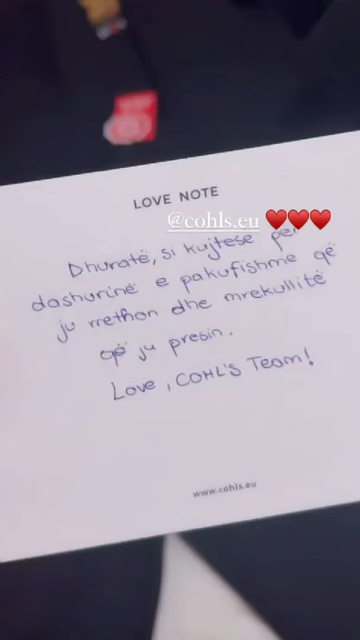 LOVE NOTE
@cohls.eu ❤️❤️❤️
Dhuratë, si kujtesë për
dashurinë e pakufishme që
ju rrethon dhe mrekullitë
që ju presin.
Love, COHL'S Team!
www.cohls.eu